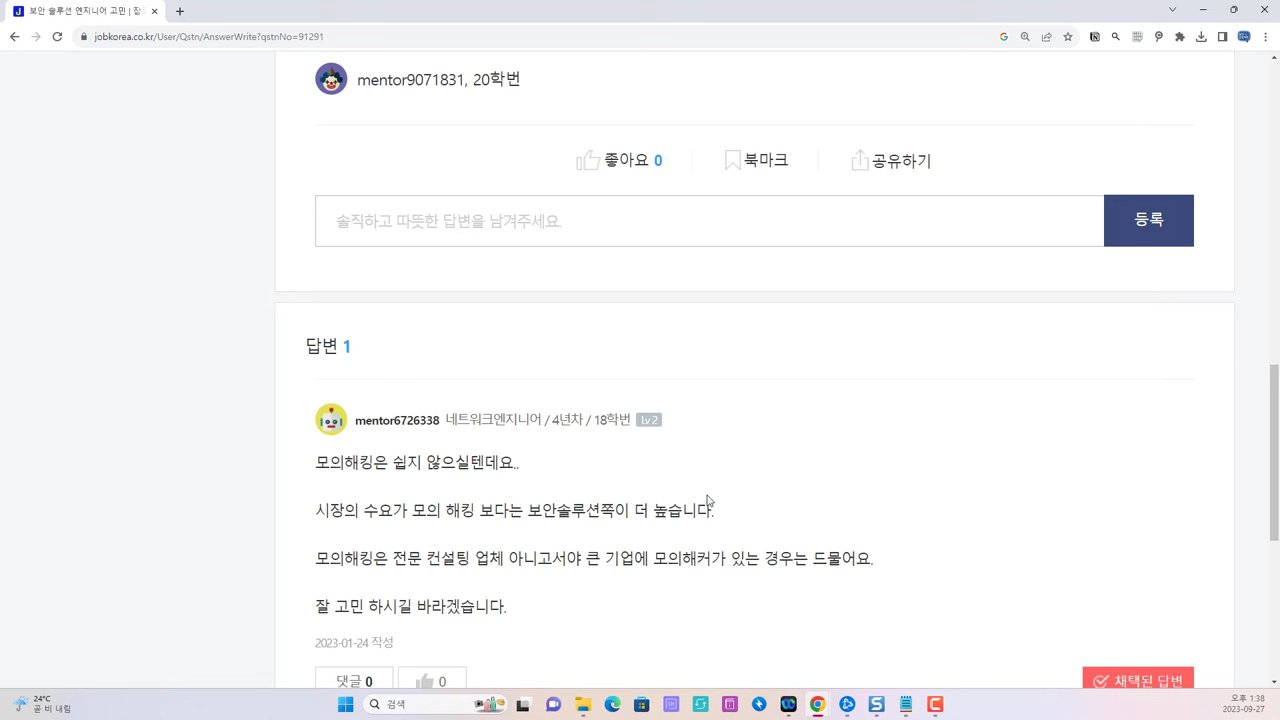 보안 솔루션 엔지니어 고민 | 잡코
jobkorea.co.kr/User/Qstn/AnswerWrite?qstnNo=91291
mentor9071831, 20학번
좋아요 0
북마크
공유하기
솔직하고 따뜻한 답변을 남겨주세요.
등록
답변 1
mentor6726338 네트워크엔지니어 / 4년차 / 18학번 Lv2
모의해킹은 쉽지 않으실텐데요..
시장의 수요가 모의 해킹 보다는 보안솔루션쪽이 더 높습니다.
모의해킹은 전문 컨설팅 업체 아니고서야 큰 기업에 모의해커가 있는 경우는 드물어요.
잘 고민 하시길 바라겠습니다.
2023-01-24 작성
댓글 0
0
채택된 답변
24°C
곧 비 내림
검색
오후 1:38
2023-09-27